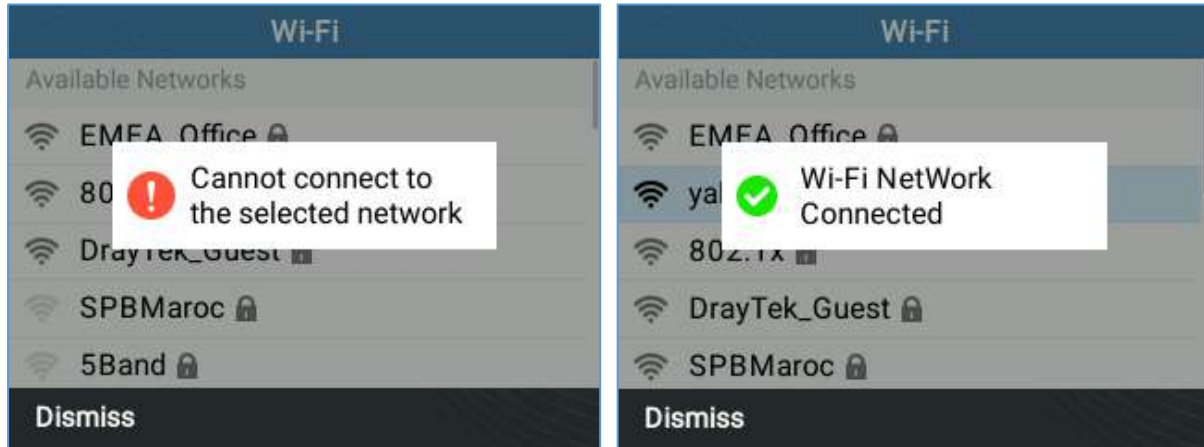 Wi-Fi
Available Networks
EMEA_Office
80
Cannot connect to
the selected network
DrayTek_Guest
SPBMaroc
5Band
Dismiss
Wi-Fi
Available Networks
EMEA_Office
Wi-Fi NetWork
Connected
802.1x
DrayTek_Guest
SPBMaroc
Dismiss